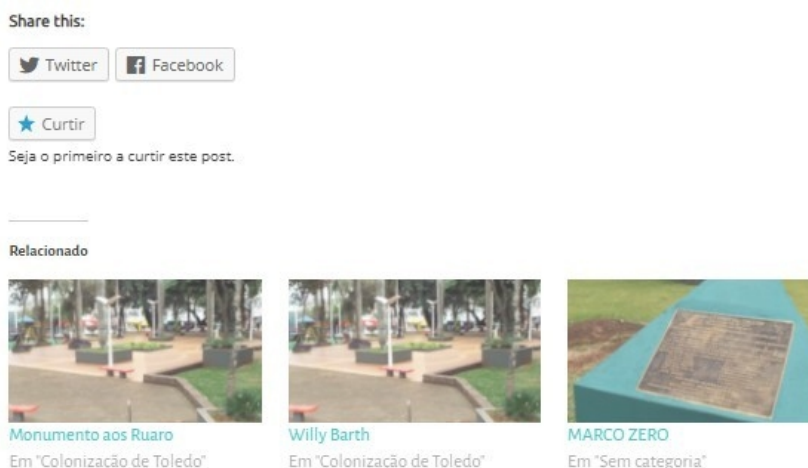 Share this:
Twitter Facebook
Curtir
Seja o primeiro a curtir este post.
Relacionado
Monumento aos Ruaro Willy Barth MARCO ZERO
Em "Colonização de Toledo" Em "Colonização de Toledo" Em "Sem categoria"